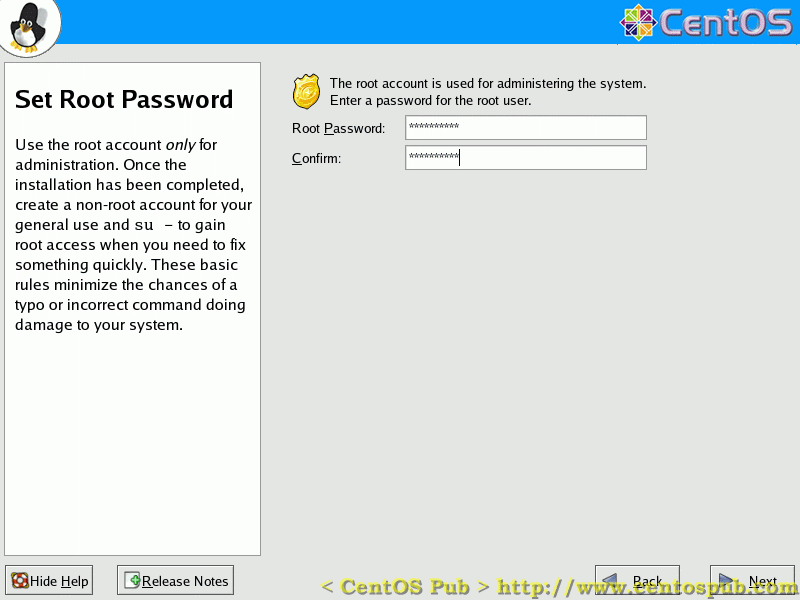 CentOS
Set Root Password
Use the root account only for
administration. Once the
installation has been completed,
create a non-root account for your
general use and su - to gain
root access when you need to fix
something quickly. These basic
rules minimize the chances of a
typo or incorrect command doing
damage to your system.
The root account is used for administering the system.
Enter a password for the root user.
Root Password: **********
Confirm: **********
Hide Help
Release Notes
Back
Next
< CentOS Pub > http://www.centospub.com